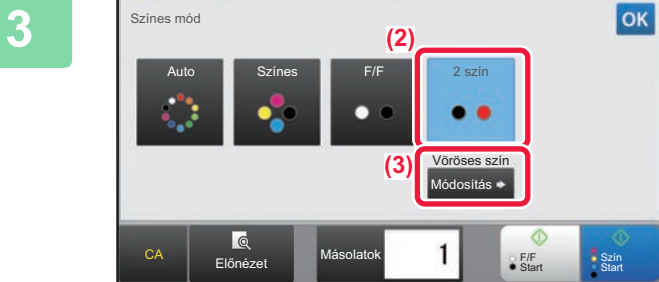 3
Színes mód
OK
(2)
Auto
Színes
F/F
2 szín
(3)
Vöröses szín
Módosítás
CA
Előnézet
Másolatok
1
F/F
Start
Szín
Start